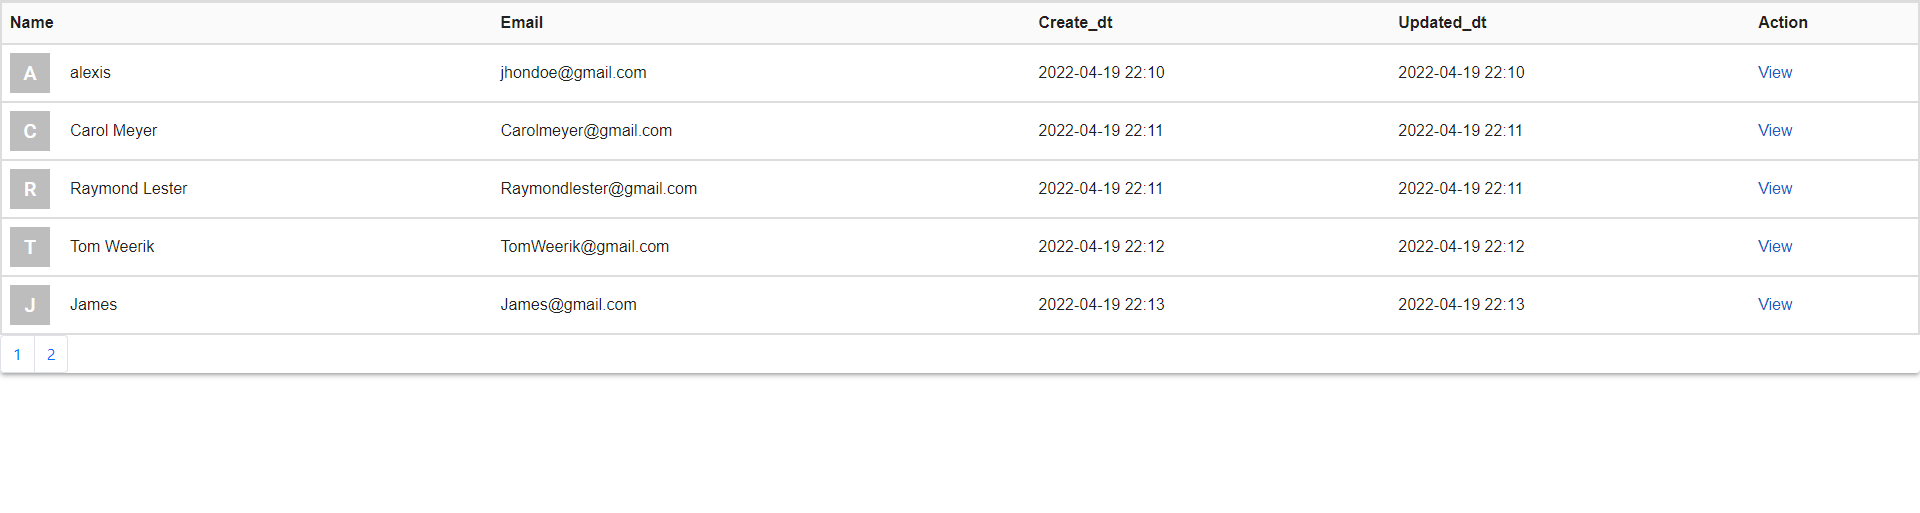 Name Email Create_dt Updated_dt Action
A alexis jhondoe@gmail.com 2022-04-19 22:10 2022-04-19 22:10 View
C Carol Meyer Carolmeyer@gmail.com 2022-04-19 22:11 2022-04-19 22:11 View
R Raymond Lester Raymondlester@gmail.com 2022-04-19 22:11 2022-04-19 22:11 View
T Tom Weerik TomWeerik@gmail.com 2022-04-19 22:12 2022-04-19 22:12 View
J James James@gmail.com 2022-04-19 22:13 2022-04-19 22:13 View
1 2